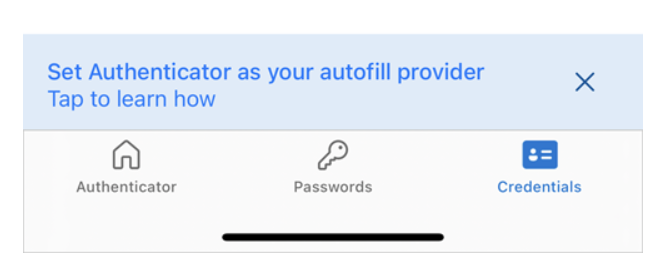 Set Authenticator as your autofill provider
Tap to learn how
Authenticator
Passwords
Credentials